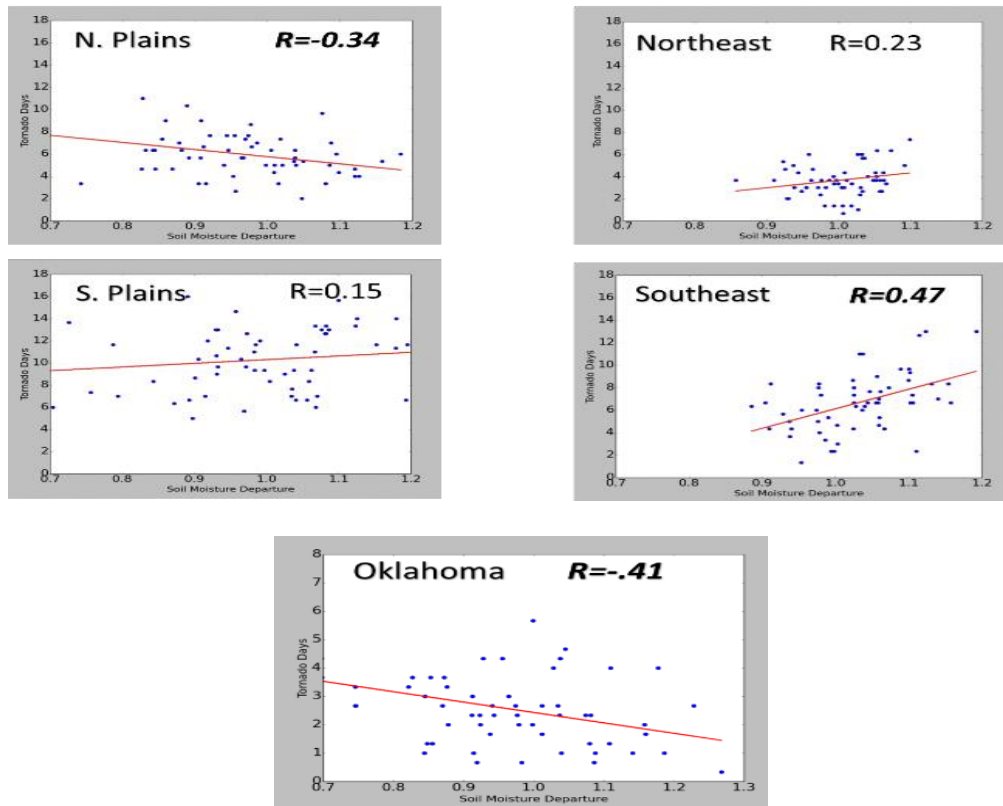 N. Plains R=-0.34
18
16
14
12
10
8
6
4
2
0
Tornado Days
0.7 0.8 0.9 1.0 1.1 1.2
Soil Moisture Departure
Northeast R=0.23
18
16
14
12
10
8
6
4
2
0
Tornado Days
0.7 0.8 0.9 1.0 1.1 1.2
Soil Moisture Departure
S. Plains R=0.15
18
16
14
12
10
8
6
4
2
0
Tornado Days
0.7 0.8 0.9 1.0 1.1 1.2
Soil Moisture Departure
Southeast R=0.47
18
16
14
12
10
8
6
4
2
0
Tornado Days
0.7 0.8 0.9 1.0 1.1 1.2
Soil Moisture Departure
Oklahoma R=-.41
8
7
6
5
4
3
2
1
0
Tornado Days
0.7 0.8 0.9 1.0 1.1 1.2 1.3
Soil Moisture Departure